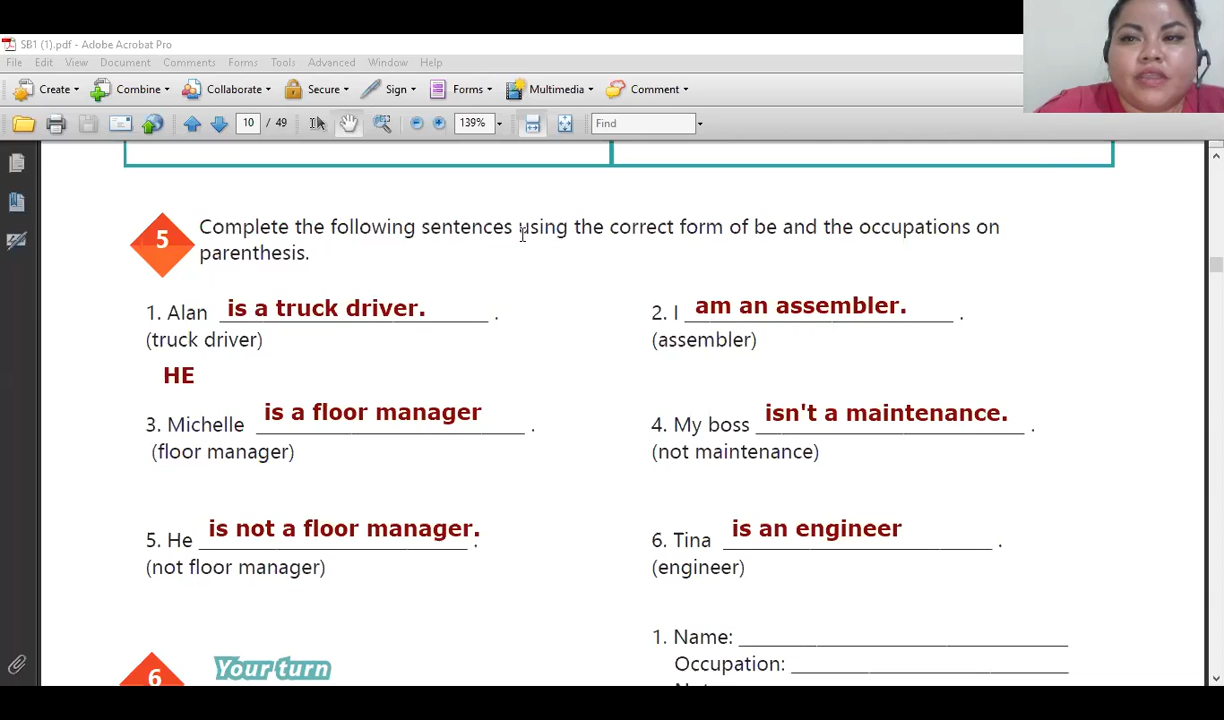 SB1 (1).pdf - Adobe Acrobat Pro
File Edit View Document Comments Forms Tools Advanced Window Help
Create Combine Collaborate Secure Sign Forms Multimedia Comment
10 / 49 139% Find
5 Complete the following sentences using the correct form of be and the occupations on
parenthesis.
1. Alan is a truck driver. .
(truck driver)
HE
2. I am an assembler. .
(assembler)
3. Michelle is a floor manager .
(floor manager)
4. My boss isn't a maintenance. .
(not maintenance)
5. He is not a floor manager. .
(not floor manager)
6. Tina is an engineer .
(engineer)
6 Your turn
1. Name:
Occupation: